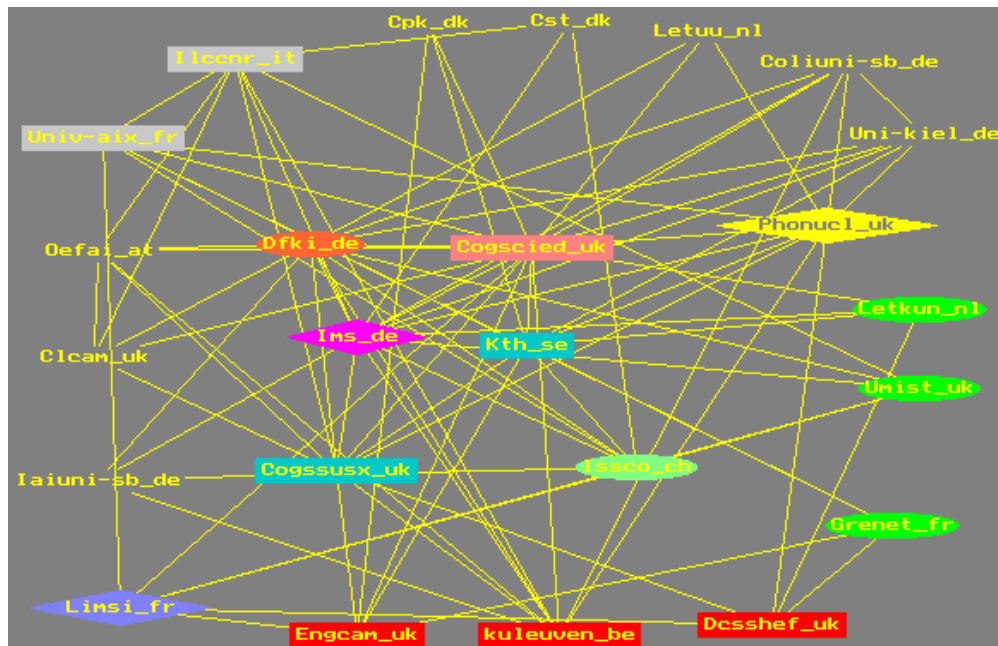 Cpk_dk
Cst_dk
Letuu_nl
Ilccnr_it
Coliuni-sb_de
Univ-aix_fr
Uni-kiel_de
Phonucl_uk
Oefai_at
Dfki_de
Cogscied_uk
Cetkun_nl
Ims_de
Kth_se
Clcam_uk
Umist_uk
Iaiuni-sb_de
Cogssusx_uk
Issco_ch
Grenet_fr
Limsi_fr
Engcam_uk
kuleuven_be
Dcsshef_uk